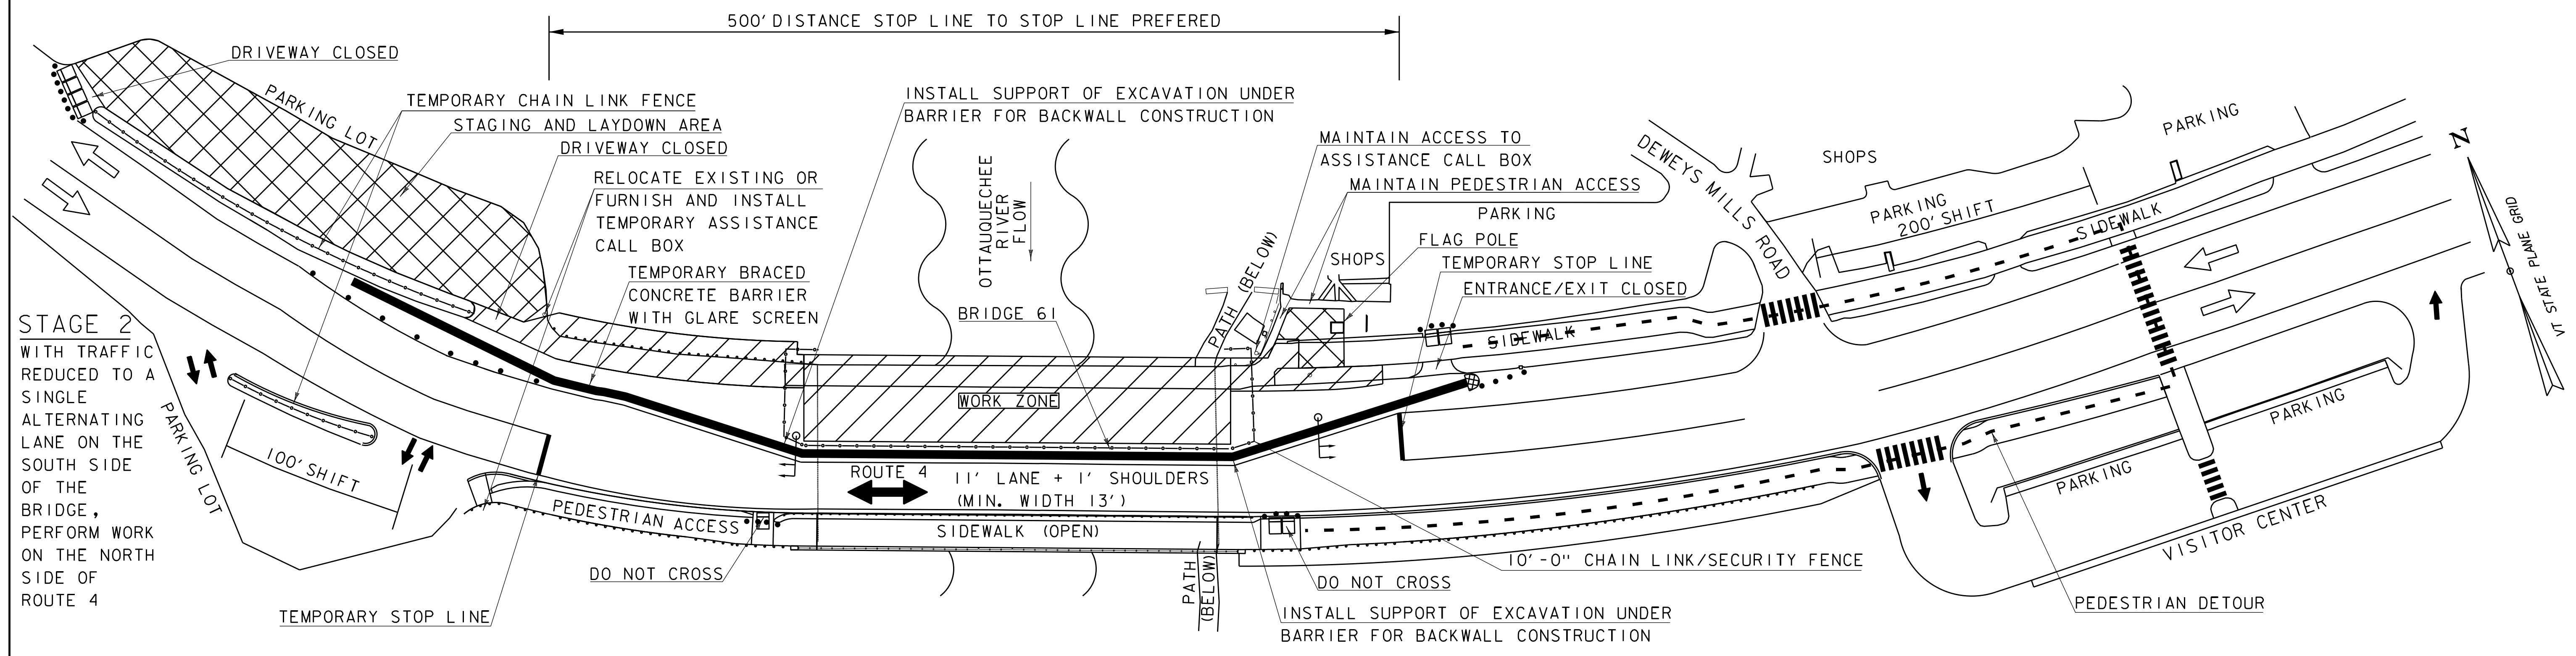 500' DISTANCE STOP LINE TO STOP LINE PREFERED
DRIVEWAY CLOSED
PARKING LOT
TEMPORARY CHAIN LINK FENCE
STAGING AND LAYDOWN AREA
DRIVEWAY CLOSED
RELOCATE EXISTING OR
FURNISH AND INSTALL
TEMPORARY ASSISTANCE
CALL BOX
TEMPORARY BRACED
CONCRETE BARRIER
WITH GLARE SCREEN
INSTALL SUPPORT OF EXCAVATION UNDER
BARRIER FOR BACKWALL CONSTRUCTION
OTTAUQUECHEE
RIVER
FLOW
BRIDGE 61
WORK ZONE
PATH (BELOW)
MAINTAIN ACCESS TO
ASSISTANCE CALL BOX
MAINTAIN PEDESTRIAN ACCESS
PARKING
FLAG POLE
SHOPS
TEMPORARY STOP LINE
ENTRANCE/EXIT CLOSED
SIDEWALK
DEWEYS MILLS ROAD
SHOPS
PARKING
PARKING
200' SHIFT
SIDEWALK
N
VT STATE PLANE GRID
STAGE 2
WITH TRAFFIC
REDUCED TO A
SINGLE
ALTERNATING
LANE ON THE
SOUTH SIDE
OF THE
BRIDGE,
PERFORM WORK
ON THE NORTH
SIDE OF
ROUTE 4
PARKING LOT
100' SHIFT
ROUTE 4
11' LANE + 1' SHOULDERS
(MIN. WIDTH 13')
PEDESTRIAN ACCESS
SIDEWALK (OPEN)
DO NOT CROSS
TEMPORARY STOP LINE
PATH
(BELOW)
DO NOT CROSS
10'-0" CHAIN LINK/SECURITY FENCE
INSTALL SUPPORT OF EXCAVATION UNDER
BARRIER FOR BACKWALL CONSTRUCTION
PARKING
PARKING
VISITOR CENTER
PEDESTRIAN DETOUR